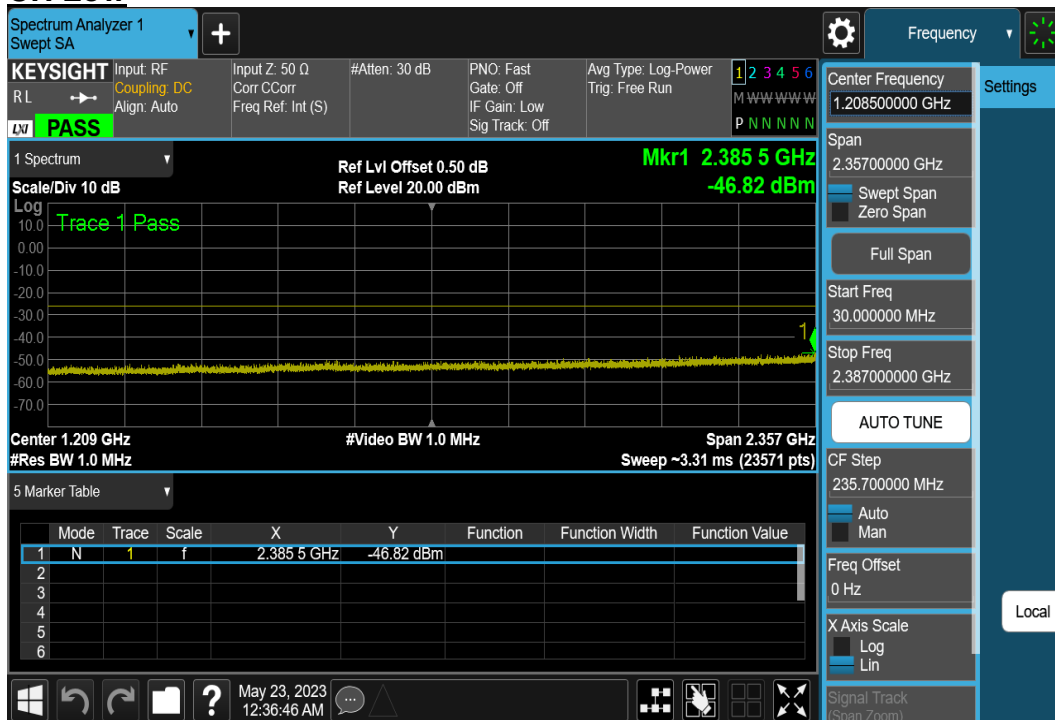 Spectrum Analyzer 1
Swept SA
Frequency
KEYSIGHT
RL
LXI PASS
Input: RF
Coupling: DC
Align: Auto
Input Z: 50 Ω
Corr CCorr
Freq Ref: Int (S)
#Atten: 30 dB
PNO: Fast
Gate: Off
IF Gain: Low
Sig Track: Off
Avg Type: Log-Power
Trig: Free Run
1 2 3 4 5 6
M W W W W W
P N N N N N
1 Spectrum
Scale/Div 10 dB
Ref Lvl Offset 0.50 dB
Ref Level 20.00 dBm
Mkr1 2.385 5 GHz
-46.82 dBm
Log
Trace 1 Pass
10.0
0.00
-10.0
-20.0
-30.0
-40.0
-50.0
-60.0
-70.0
1
Center 1.209 GHz
#Res BW 1.0 MHz
#Video BW 1.0 MHz
Span 2.357 GHz
Sweep ~3.31 ms (23571 pts)
5 Marker Table
Mode Trace Scale X Y Function Function Width Function Value
1 N 1 f 2.385 5 GHz -46.82 dBm
2
3
4
5
6
?
May 23, 2023
12:36:46 AM
Center Frequency
1.208500000 GHz
Settings
Span
2.35700000 GHz
Swept Span
Zero Span
Full Span
Start Freq
30.000000 MHz
Stop Freq
2.387000000 GHz
AUTO TUNE
CF Step
235.700000 MHz
Auto
Man
Freq Offset
0 Hz
Local
X Axis Scale
Log
Lin
Signal Track
(Span Zoom)